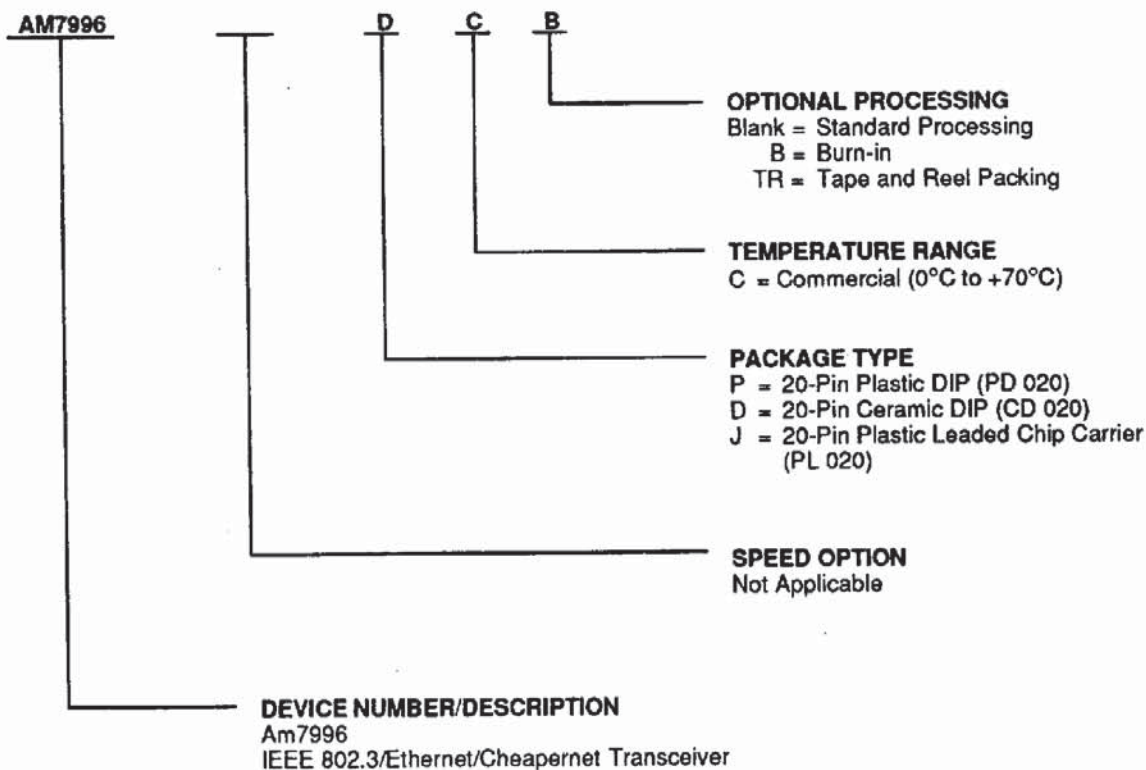 AM7996 D C B
OPTIONAL PROCESSING
Blank = Standard Processing
B = Burn-in
TR = Tape and Reel Packing
TEMPERATURE RANGE
C = Commercial (0°C to +70°C)
PACKAGE TYPE
P = 20-Pin Plastic DIP (PD 020)
D = 20-Pin Ceramic DIP (CD 020)
J = 20-Pin Plastic Leaded Chip Carrier
(PL 020)
SPEED OPTION
Not Applicable
DEVICE NUMBER/DESCRIPTION
Am7996
IEEE 802.3/Ethernet/Cheapernet Transceiver